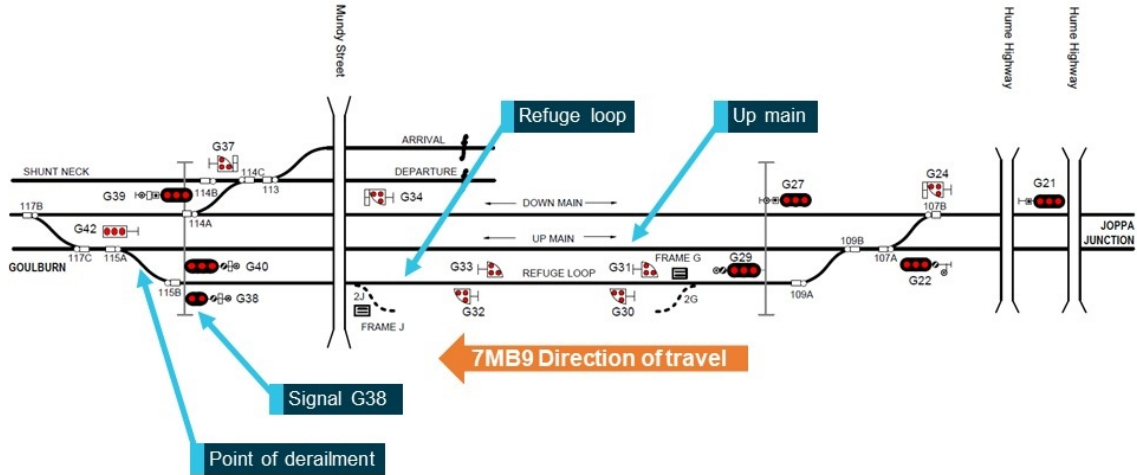 Mundy Street
Hume Highway
Hume Highway
Refuge loop
Up main
G37
ARRIVAL
SHUNT NECK
114C
113
DEPARTURE
G39
114B
G34
G27
G24
G21
117B
114A
DOWN MAIN
107B
G42
UP MAIN
JOPPA
JUNCTION
117C
115A
109B
107A
GOULBURN
G40
G33
REFUGE LOOP
G31
FRAME G
G29
G22
115B
G38
2J
G32
G30
2G
109A
FRAME J
7MB9 Direction of travel
Signal G38
Point of derailment